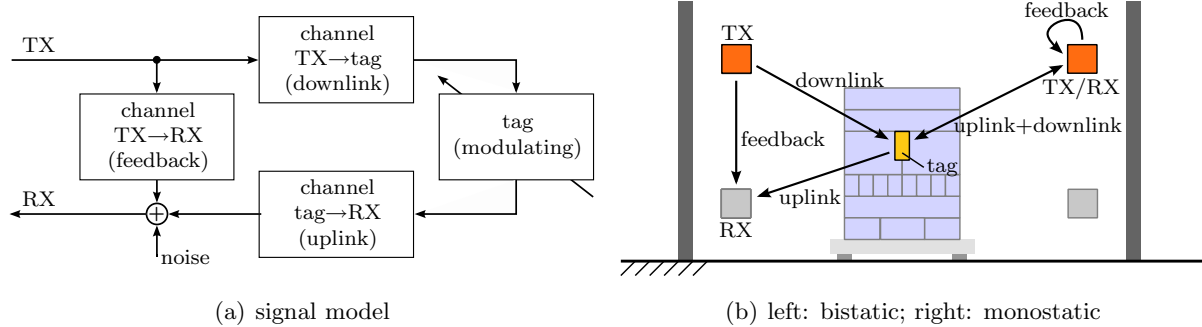 TX
channel
TX→tag
(downlink)
channel
TX→RX
(feedback)
tag
(modulating)
RX
channel
tag→RX
(uplink)
noise
(a) signal model
TX
feedback
TX/RX
downlink
uplink+downlink
feedback
tag
uplink
RX
(b) left: bistatic; right: monostatic